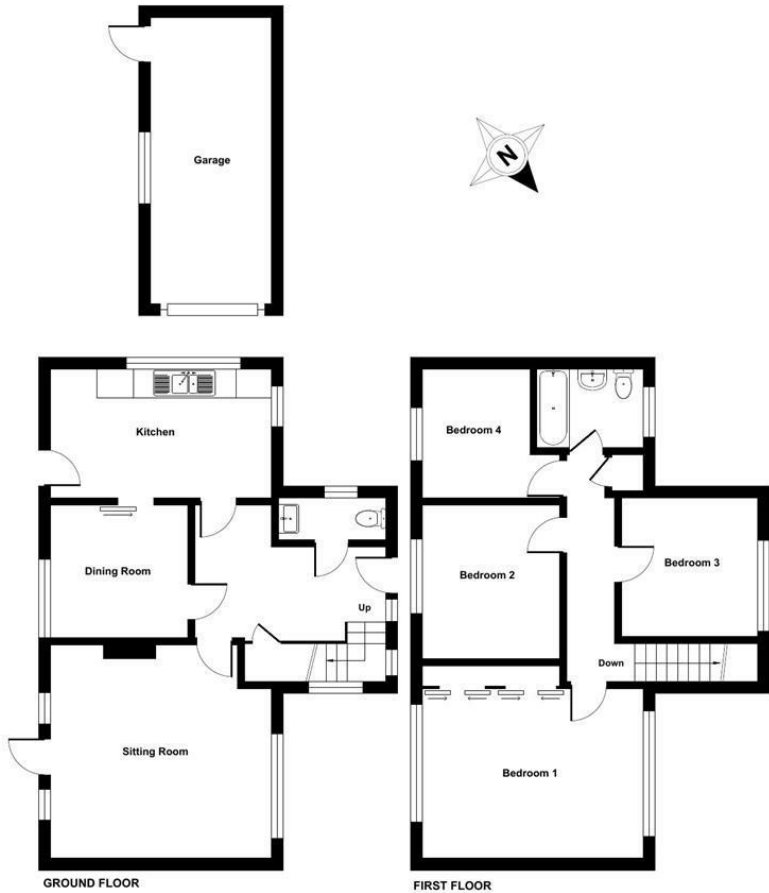 Garage
N
Kitchen
Bedroom 4
Dining Room
Up
Bedroom 2
Bedroom 3
Down
Sitting Room
Bedroom 1
GROUND FLOOR
FIRST FLOOR